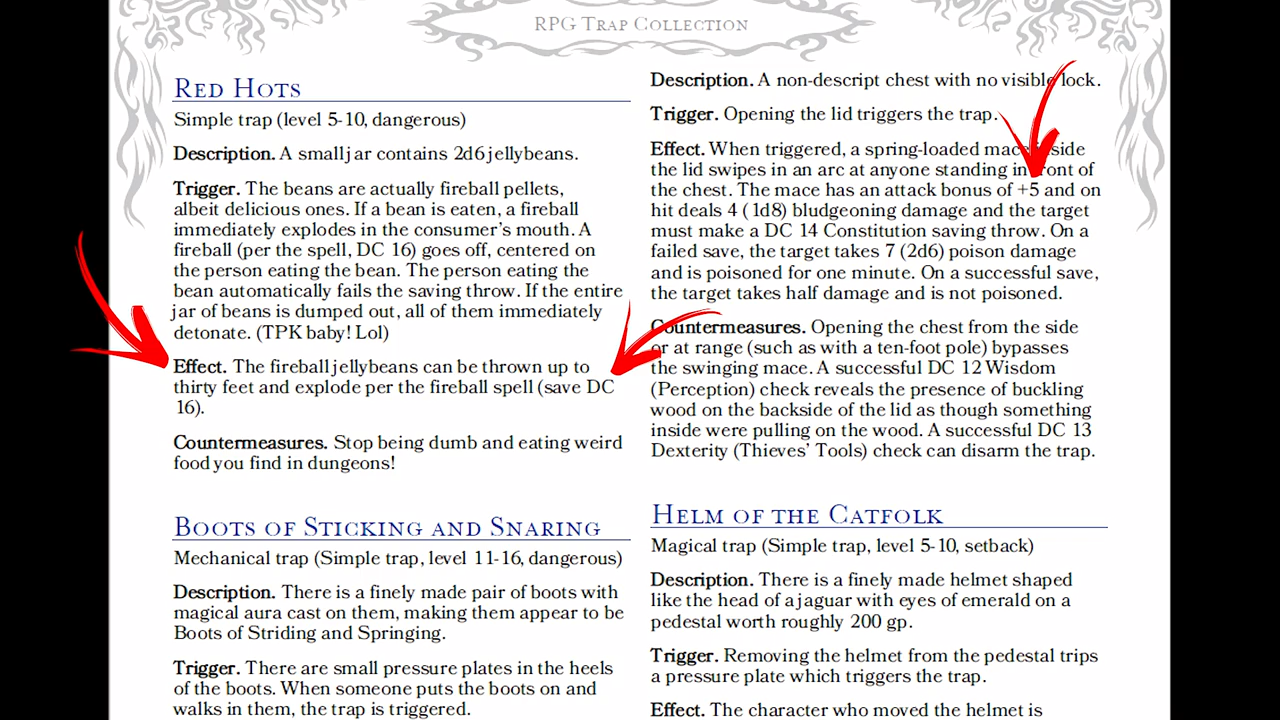 RPG Trap Collection
Red Hots
Simple trap (level 5-10, dangerous)
Description. A small jar contains 2d6 jellybeans.
Trigger. The beans are actually fireball pellets,
albeit delicious ones. If a bean is eaten, a fireball
immediately explodes in the consumer's mouth. A
fireball (per the spell, DC 16) goes off, centered on
the person eating the bean. The person eating the
bean automatically fails the saving throw. If the entire
jar of beans is dumped out, all of them immediately
detonate. (TPK baby! Lol)
Effect. The fireball jellybeans can be thrown up to
thirty feet and explode per the fireball spell (save DC
16).
Countermeasures. Stop being dumb and eating weird
food you find in dungeons!
Boots of Sticking and Snaring
Mechanical trap (Simple trap, level 11-16, dangerous)
Description. There is a finely made pair of boots with
magical aura cast on them, making them appear to be
Boots of Striding and Springing.
Trigger. There are small pressure plates in the heels
of the boots. When someone puts the boots on and
walks in them, the trap is triggered.
Description. A non-descript chest with no visible lock.
Trigger. Opening the lid triggers the trap.
Effect. When triggered, a spring-loaded mace inside
the lid swipes in an arc at anyone standing in front of
the chest. The mace has an attack bonus of +5 and on
hit deals 4 (1d8) bludgeoning damage and the target
must make a DC 14 Constitution saving throw. On a
failed save, the target takes 7 (2d6) poison damage
and is poisoned for one minute. On a successful save,
the target takes half damage and is not poisoned.
Countermeasures. Opening the chest from the side
or at range (such as with a ten-foot pole) bypasses
the swinging mace. A successful DC 12 Wisdom
(Perception) check reveals the presence of buckling
wood on the backside of the lid as though something
inside were pulling on the wood. A successful DC 13
Dexterity (Thieves' Tools) check can disarm the trap.
Helm of the Catfolk
Magical trap (Simple trap, level 5-10, setback)
Description. There is a finely made helmet shaped
like the head of a jaguar with eyes of emerald on a
pedestal worth roughly 200 gp.
Trigger. Removing the helmet from the pedestal trips
a pressure plate which triggers the trap.
Effect. The character who moved the helmet is